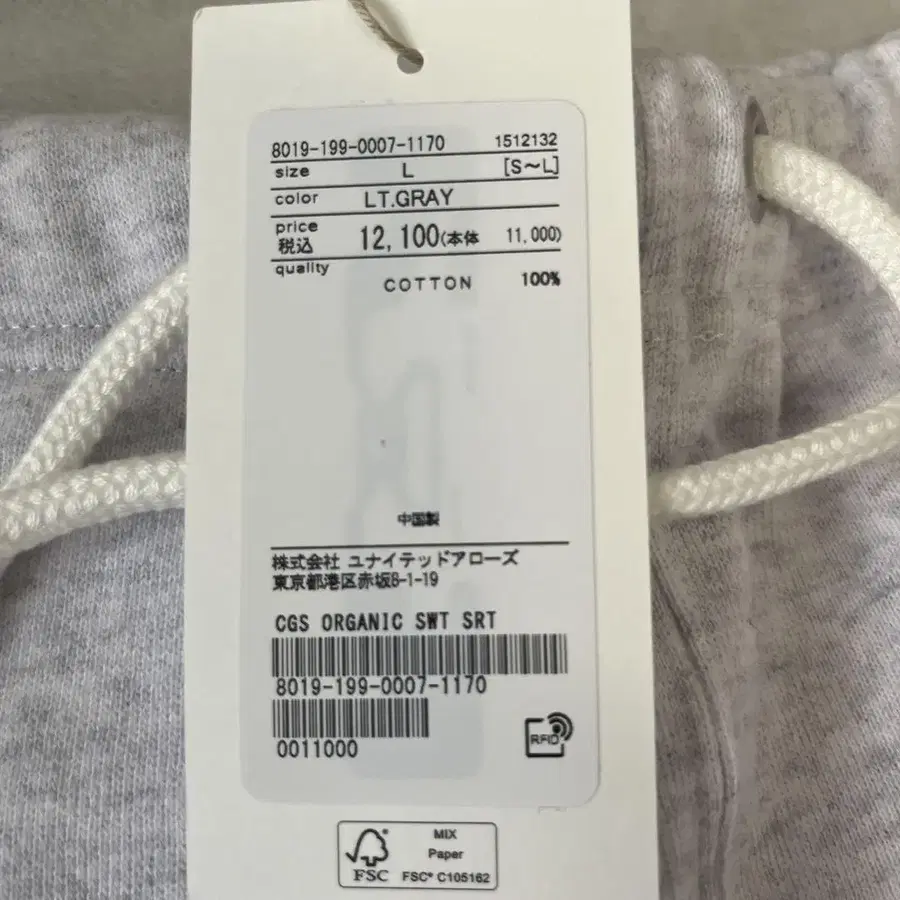 8019-199-0007-1170 1512132
size L [S～L]
color LT.GRAY
price
税込 12,100(本体 11,000)
quality
COTTON 100%
中国製
株式会社 ユナイテッドアローズ
東京都港区赤坂8-1-19
CGS ORGANIC SWT SRT
8019-199-0007-1170
0011000
RFID
MIX
Paper
FSC FSC® C105162